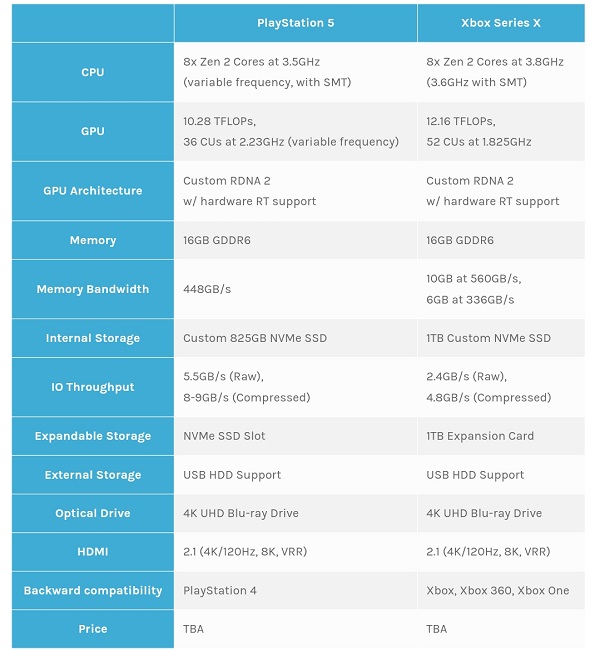 PlayStation 5 Xbox Series X
CPU 8x Zen 2 Cores at 3.5GHz 8x Zen 2 Cores at 3.8GHz
(variable frequency, with SMT) (3.6GHz with SMT)
GPU 10.28 TFLOPs, 12.16 TFLOPs,
36 CUs at 2.23GHz (variable frequency) 52 CUs at 1.825GHz
GPU Architecture Custom RDNA 2 Custom RDNA 2
w/ hardware RT support w/ hardware RT support
Memory 16GB GDDR6 16GB GDDR6
Memory Bandwidth 448GB/s 10GB at 560GB/s,
6GB at 336GB/s
Internal Storage Custom 825GB NVMe SSD 1TB Custom NVMe SSD
IO Throughput 5.5GB/s (Raw), 2.4GB/s (Raw),
8-9GB/s (Compressed) 4.8GB/s (Compressed)
Expandable Storage NVMe SSD Slot 1TB Expansion Card
External Storage USB HDD Support USB HDD Support
Optical Drive 4K UHD Blu-ray Drive 4K UHD Blu-ray Drive
HDMI 2.1 (4K/120Hz, 8K, VRR) 2.1 (4K/120Hz, 8K, VRR)
Backward compatibility PlayStation 4 Xbox, Xbox 360, Xbox One
Price TBA TBA